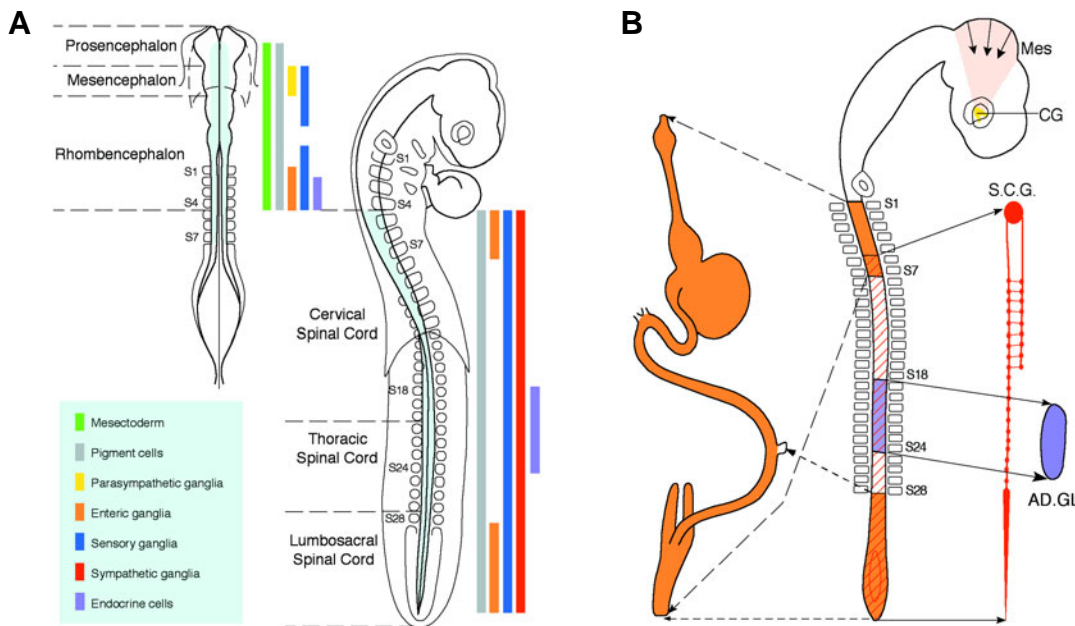 A
Prosencephalon
Mesencephalon
Rhombencephalon
S1
S4
S7
S1
S4
S7
Cervical
Spinal Cord
S18
Thoracic
Spinal Cord
S24
S28
Lumbosacral
Spinal Cord
Mesectoderm
Pigment cells
Parasympathetic ganglia
Enteric ganglia
Sensory ganglia
Sympathetic ganglia
Endocrine cells
B
Mes
CG
S1
S.C.G.
S7
S18
S24
S28
AD.GL